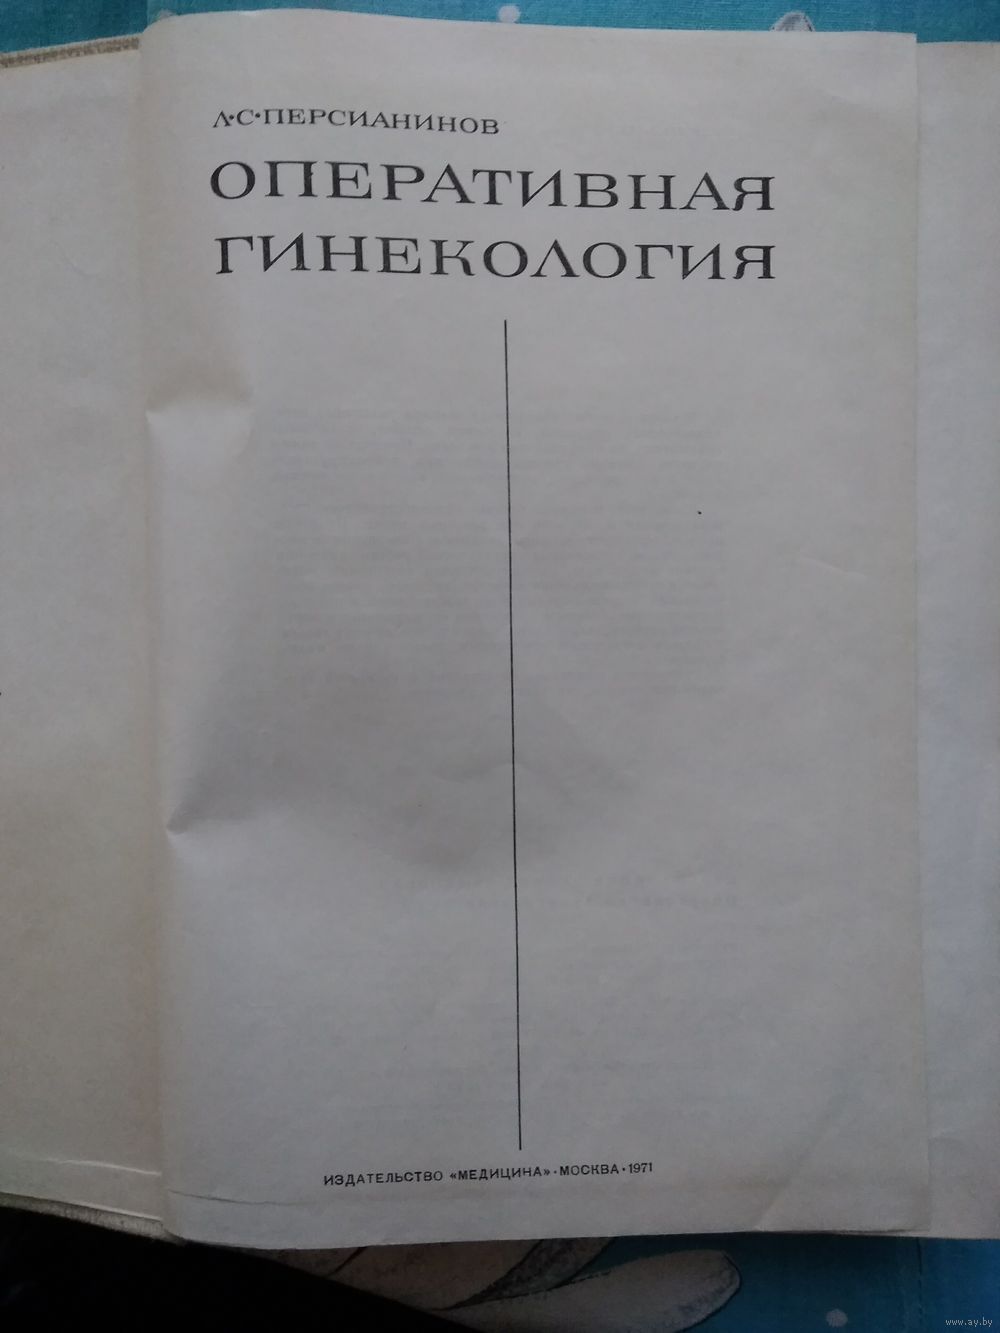 Л•С•ПЕРСИАНИНОВ
ОПЕРАТИВНАЯ
ГИНЕКОЛОГИЯ
ИЗДАТЕЛЬСТВО «МЕДИЦИНА»•МОСКВА•1971
www.ay.by